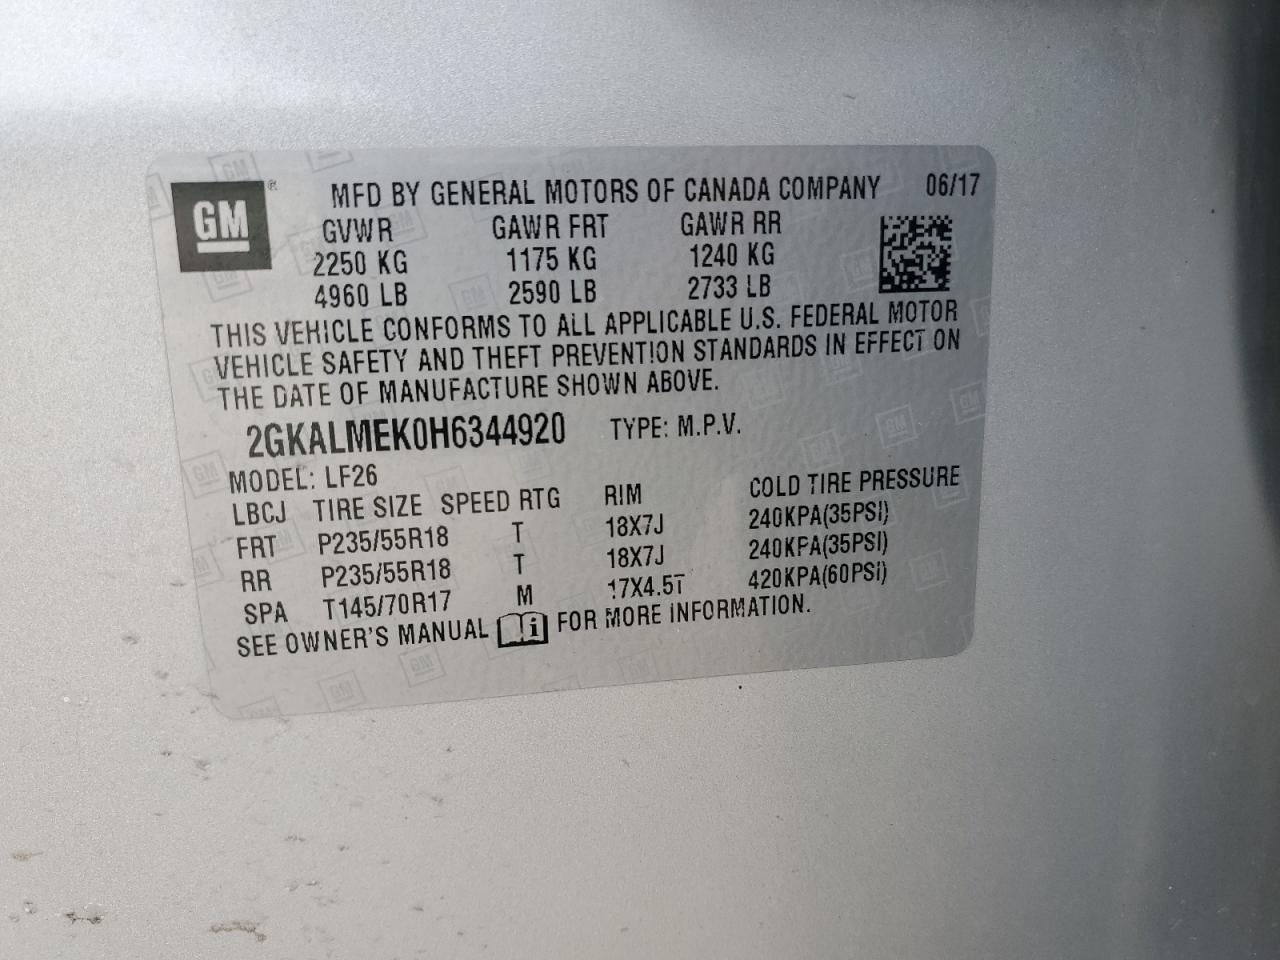 GM ® MFD BY GENERAL MOTORS OF CANADA COMPANY 06/17
GVWR GAWR FRT GAWR RR
2250 KG 1175 KG 1240 KG
4960 LB 2590 LB 2733 LB
THIS VEHICLE CONFORMS TO ALL APPLICABLE U.S. FEDERAL MOTOR
VEHICLE SAFETY AND THEFT PREVENTION STANDARDS IN EFFECT ON
THE DATE OF MANUFACTURE SHOWN ABOVE.
2GKALMEK0H6344920 TYPE: M.P.V.
MODEL: LF26
LBCJ TIRE SIZE SPEED RTG RIM COLD TIRE PRESSURE
FRT P235/55R18 T 18X7J 240KPA(35PSI)
RR P235/55R18 T 18X7J 240KPA(35PSI)
SPA T145/70R17 M 17X4.5T 420KPA(60PSI)
SEE OWNER'S MANUAL i FOR MORE INFORMATION.